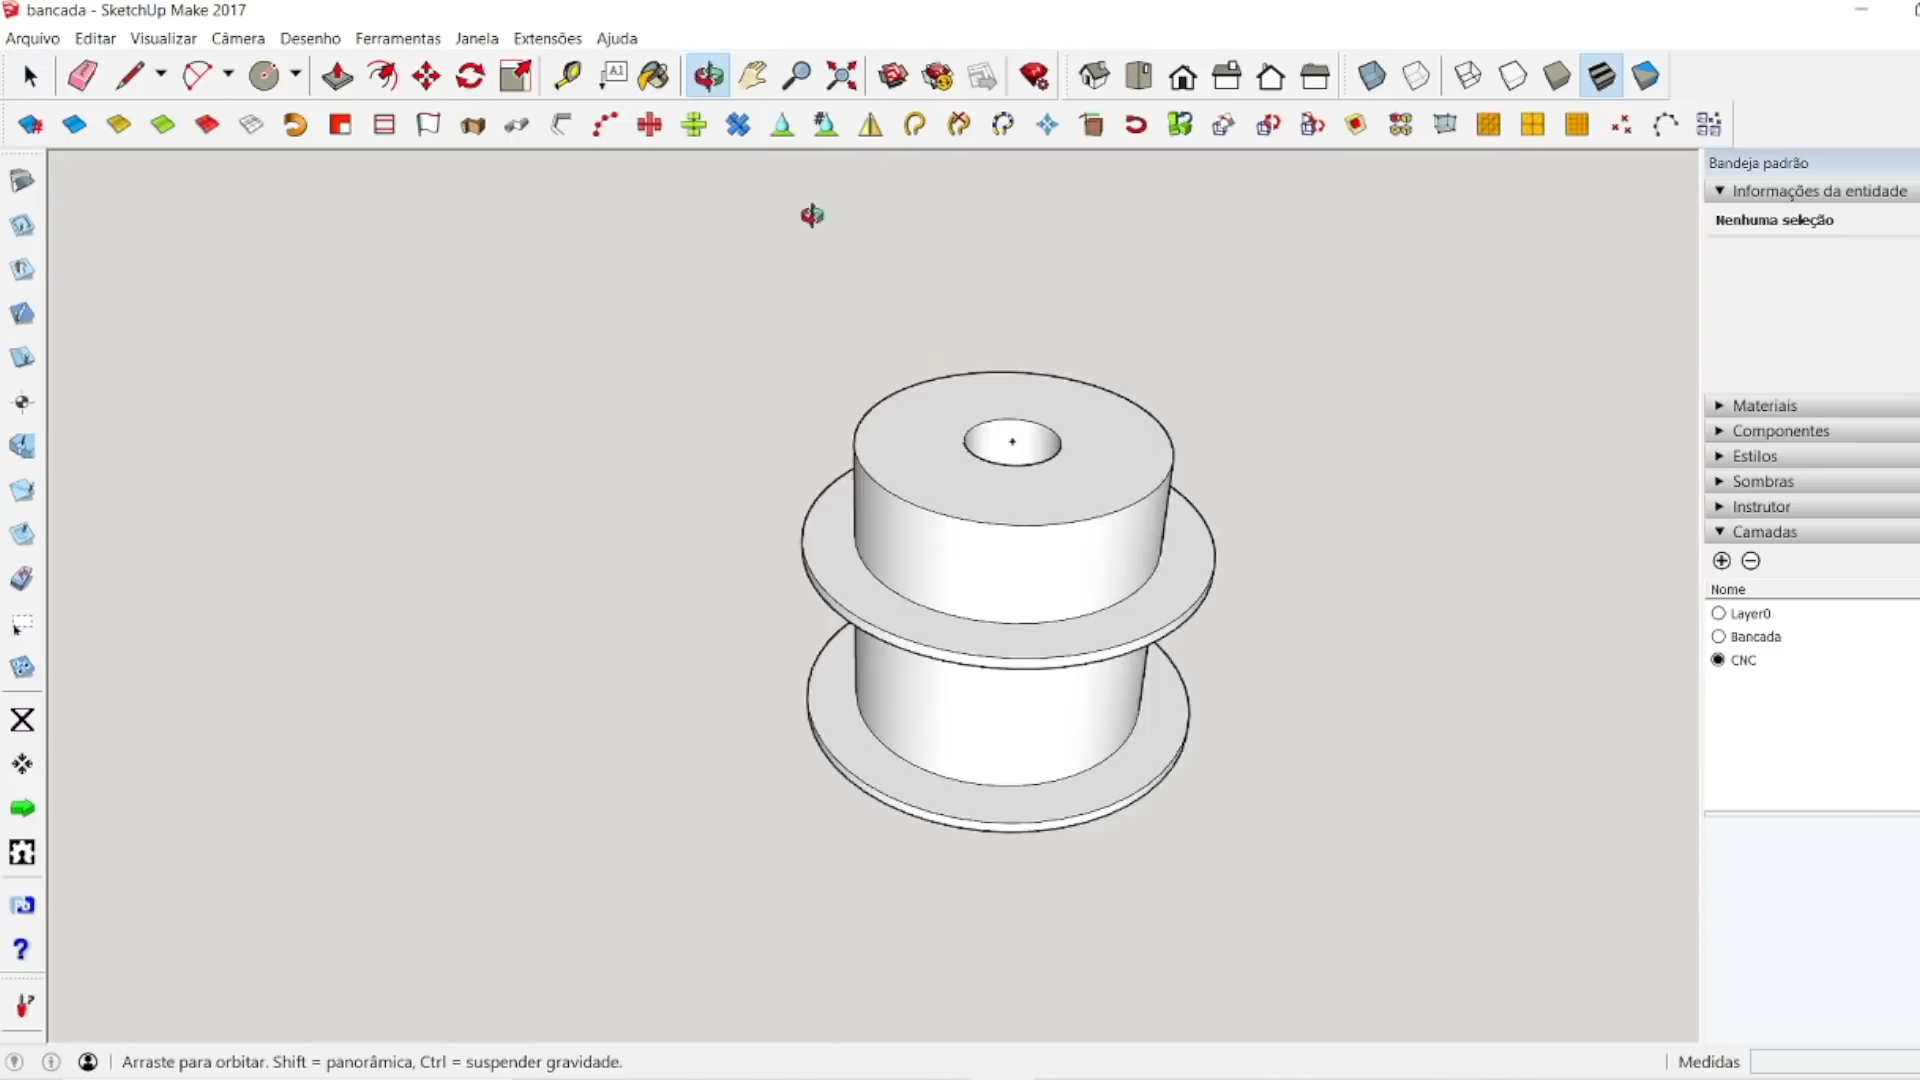 bancada - SketchUp Make 2017
Arquivo Editar Visualizar Câmera Desenho Ferramentas Janela Extensões Ajuda
A1
Bandeja padrão
Informações da entidade
Nenhuma seleção
Materiais
Componentes
Estilos
Sombras
Instrutor
Camadas
Nome
Layer0
Bancada
CNC
?
Arraste para orbitar. Shift = panorâmica, Ctrl = suspender gravidade.
Medidas